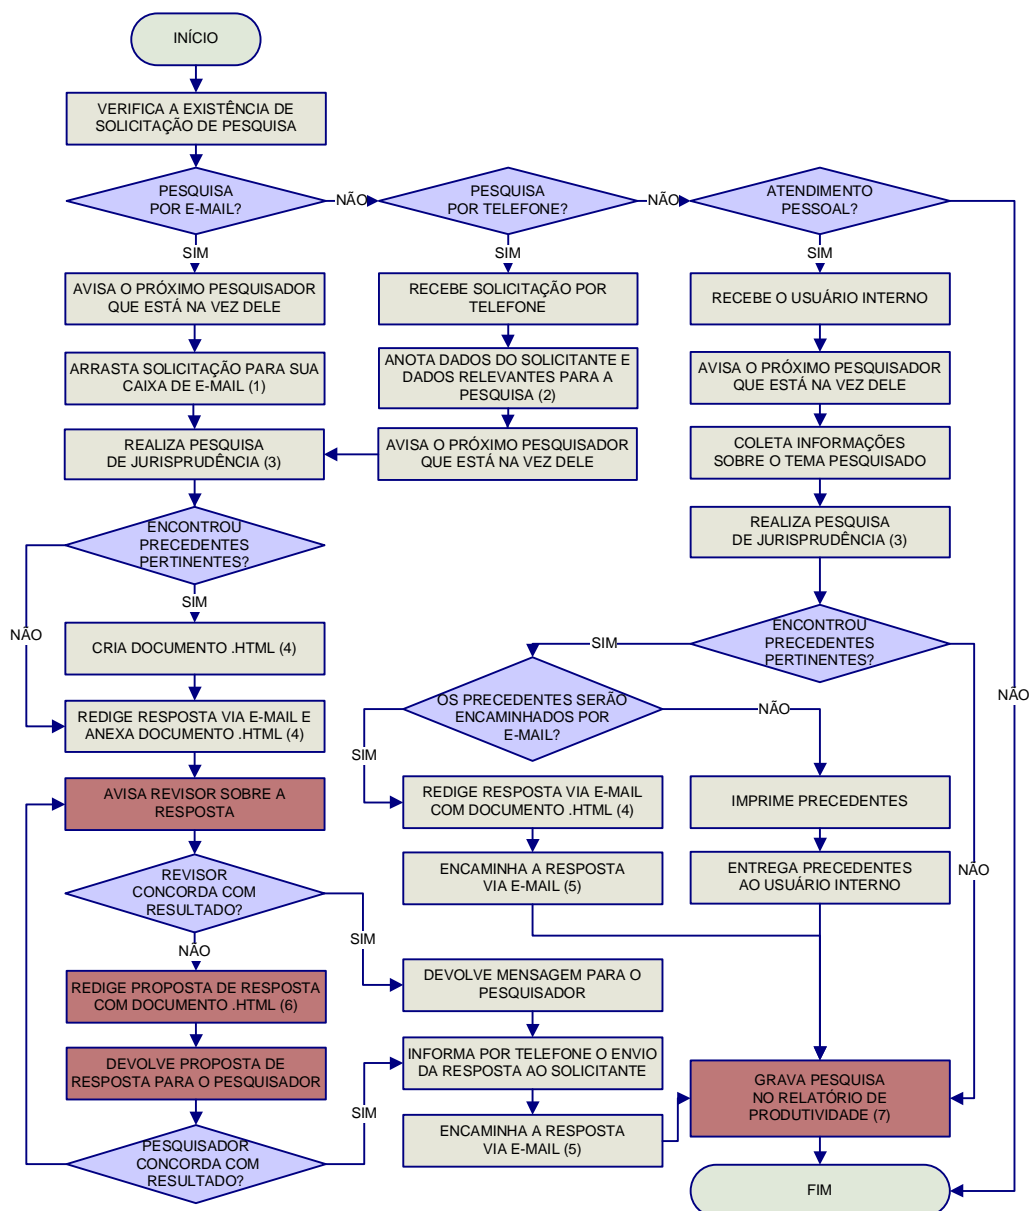 INÍCIO
VERIFICA A EXISTÊNCIA DE
SOLICITAÇÃO DE PESQUISA
PESQUISA
POR E-MAIL?
NÃO
PESQUISA
POR TELEFONE?
NÃO
ATENDIMENTO
PESSOAL?
SIM
SIM
SIM
AVISA O PRÓXIMO PESQUISADOR
QUE ESTÁ NA VEZ DELE
RECEBE SOLICITAÇÃO POR
TELEFONE
RECEBE O USUÁRIO INTERNO
ARRASTA SOLICITAÇÃO PARA SUA
CAIXA DE E-MAIL (1)
ANOTA DADOS DO SOLICITANTE E
DADOS RELEVANTES PARA A
PESQUISA (2)
AVISA O PRÓXIMO PESQUISADOR
QUE ESTÁ NA VEZ DELE
REALIZA PESQUISA
DE JURISPRUDÊNCIA (3)
AVISA O PRÓXIMO PESQUISADOR
QUE ESTÁ NA VEZ DELE
COLETA INFORMAÇÕES
SOBRE O TEMA PESQUISADO
ENCONTROU
PRECEDENTES
PERTINENTES?
REALIZA PESQUISA
DE JURISPRUDÊNCIA (3)
SIM
NÃO
CRIA DOCUMENTO .HTML (4)
SIM
ENCONTROU
PRECEDENTES
PERTINENTES?
NÃO
REDIGE RESPOSTA VIA E-MAIL E
ANEXA DOCUMENTO .HTML (4)
OS PRECEDENTES SERÃO
ENCAMINHADOS POR
E-MAIL?
NÃO
SIM
AVISA REVISOR SOBRE A
RESPOSTA
REDIGE RESPOSTA VIA E-MAIL
COM DOCUMENTO .HTML (4)
IMPRIME PRECEDENTES
REVISOR
CONCORDA COM
RESULTADO?
ENCAMINHA A RESPOSTA
VIA E-MAIL (5)
ENTREGA PRECEDENTES
AO USUÁRIO INTERNO
NÃO
SIM
NÃO
REDIGE PROPOSTA DE RESPOSTA
COM DOCUMENTO .HTML (6)
DEVOLVE MENSAGEM PARA O
PESQUISADOR
DEVOLVE PROPOSTA DE
RESPOSTA PARA O PESQUISADOR
INFORMA POR TELEFONE O ENVIO
DA RESPOSTA AO SOLICITANTE
GRAVA PESQUISA
NO RELATÓRIO DE
PRODUTIVIDADE (7)
SIM
PESQUISADOR
CONCORDA COM
RESULTADO?
ENCAMINHA A RESPOSTA
VIA E-MAIL (5)
FIM